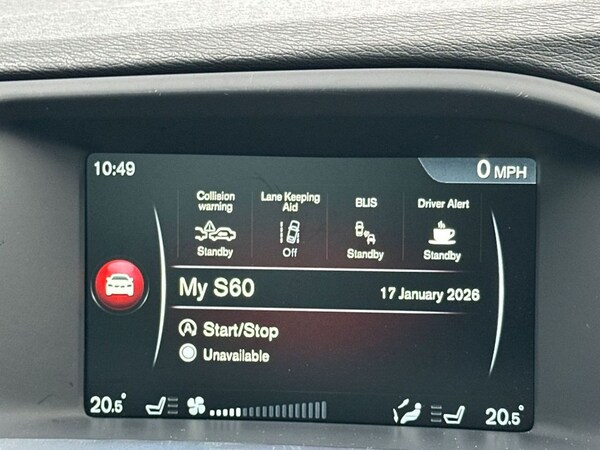 10:49
0 MPH
Collision warning
Lane Keeping Aid
BLIS
Driver Alert
Standby
Off
Standby
Standby
My S60
17 January 2026
A Start/Stop
Unavailable
20.5°
20.5°